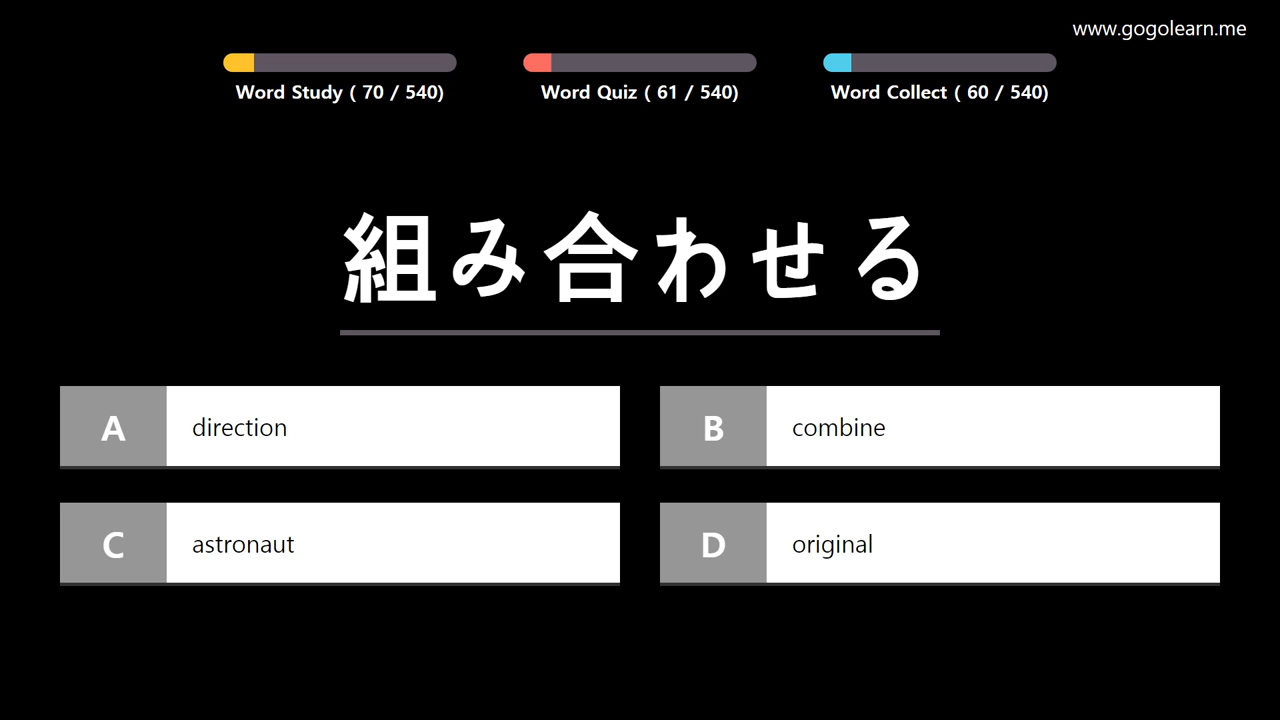 www.gogolearn.me
Word Study ( 70 / 540)
Word Quiz ( 61 / 540)
Word Collect ( 60 / 540)
組み合わせる
A direction
B combine
C astronaut
D original